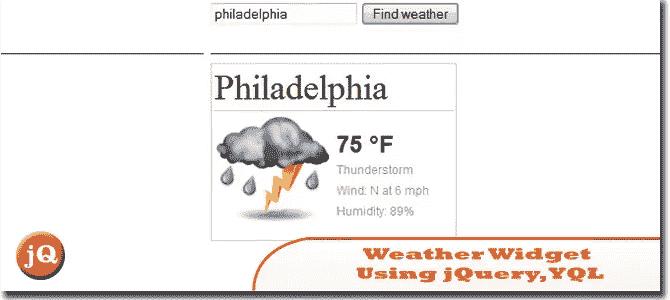 philadelphia Find weather
Philadelphia
75 °F
Thunderstorm
Wind: N at 6 mph
Humidity: 89%
jQ
Weather Widget
Using jQuery,YQL